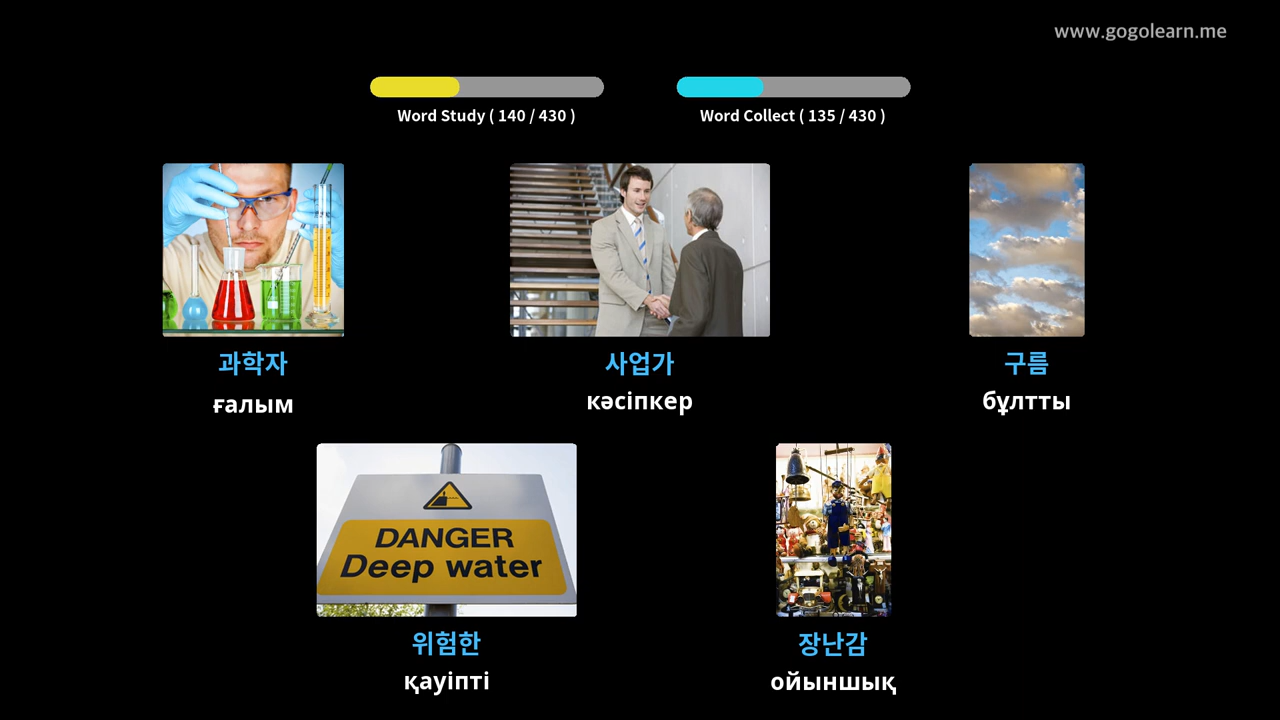 www.gogolearn.me
Word Study ( 140 / 430 )
Word Collect ( 135 / 430 )
과학자
ғалым
사업가
кәсіпкер
구름
бұлтты
DANGER
Deep water
위험한
қауіпті
장난감
ойыншық